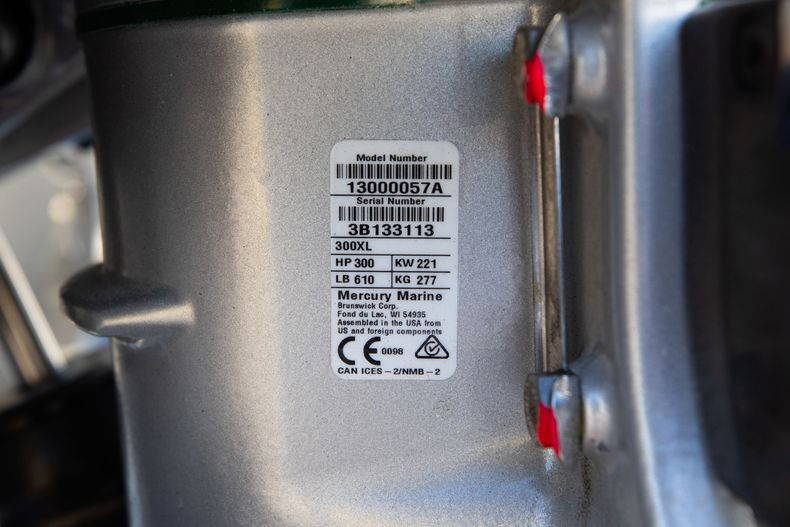 Model Number
13000057A
Serial Number
3B133113
300XL
HP 300 KW 221
LB 610 KG 277
Mercury Marine
Brunswick Corp.
Fond du Lac, WI 54935
Assembled in the USA from
US and foreign components
CE 0098
CAN ICES-2/NMB-2